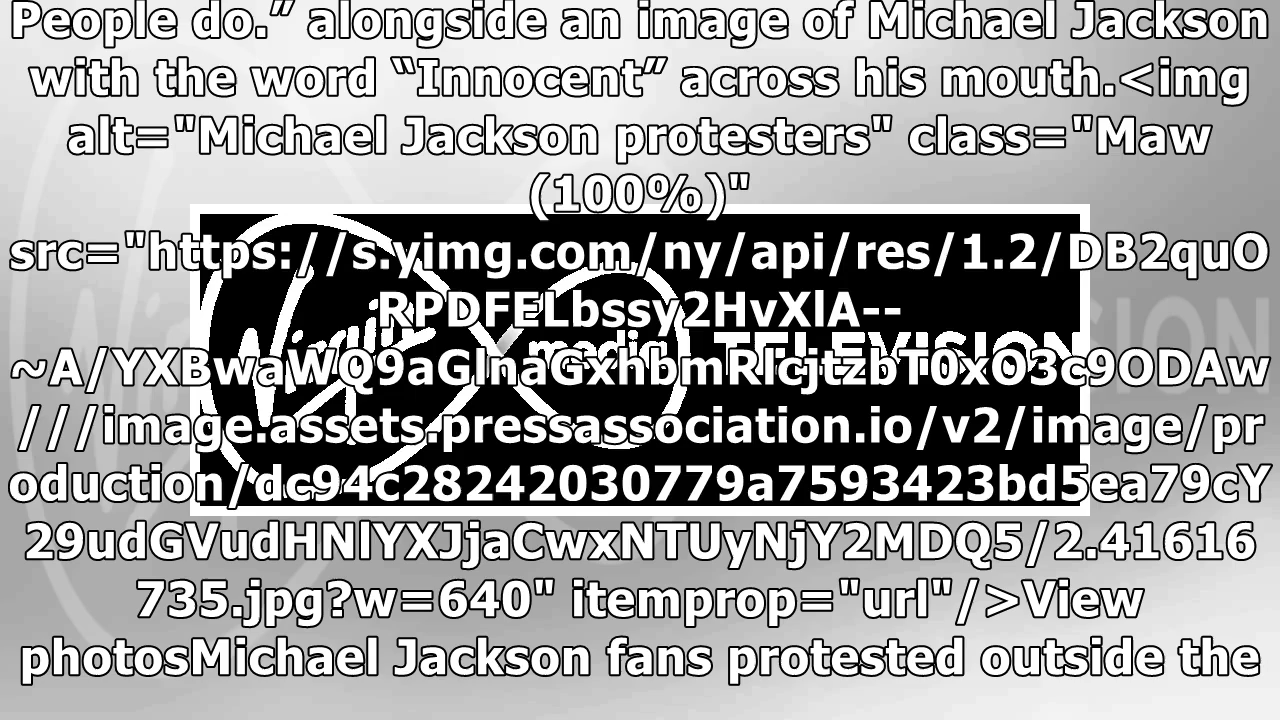 People do.” alongside an image of Michael Jackson
with the word “Innocent” across his mouth.<img
alt="Michael Jackson protesters" class="Maw
(100%)"
src="https://s.yimg.com/ny/api/res/1.2/DB2quO
RPDFELbssy2HvXlA--
~A/YXBwaWQ9aGlnaGxhbmRlcjtzbT0xO3c9ODAw
///image.assets.pressassociation.io/v2/image/pr
oduction/dc94c28242030779a7593423bd5ea79cY
29udGVudHNlYXJjaCwxNTUyNjY2MDQ5/2.41616
735.jpg?w=640" itemprop="url"/>View
photosMichael Jackson fans protested outside the
Virgin media TELEVISION